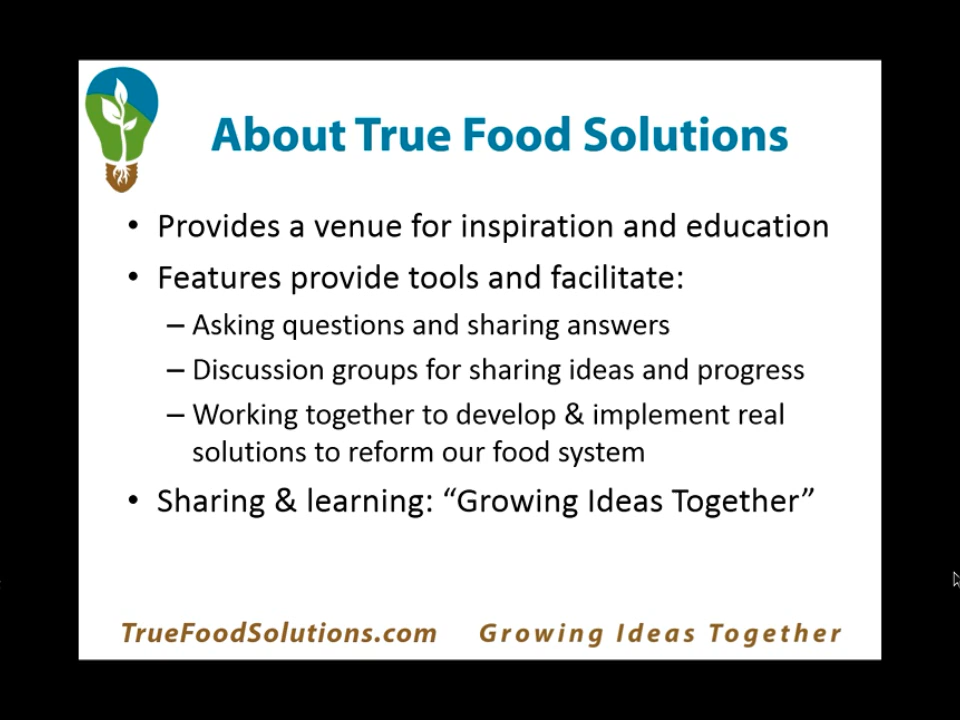 About True Food Solutions
• Provides a venue for inspiration and education
• Features provide tools and facilitate:
– Asking questions and sharing answers
– Discussion groups for sharing ideas and progress
– Working together to develop & implement real
solutions to reform our food system
• Sharing & learning: “Growing Ideas Together”
TrueFoodSolutions.com Growing Ideas Together